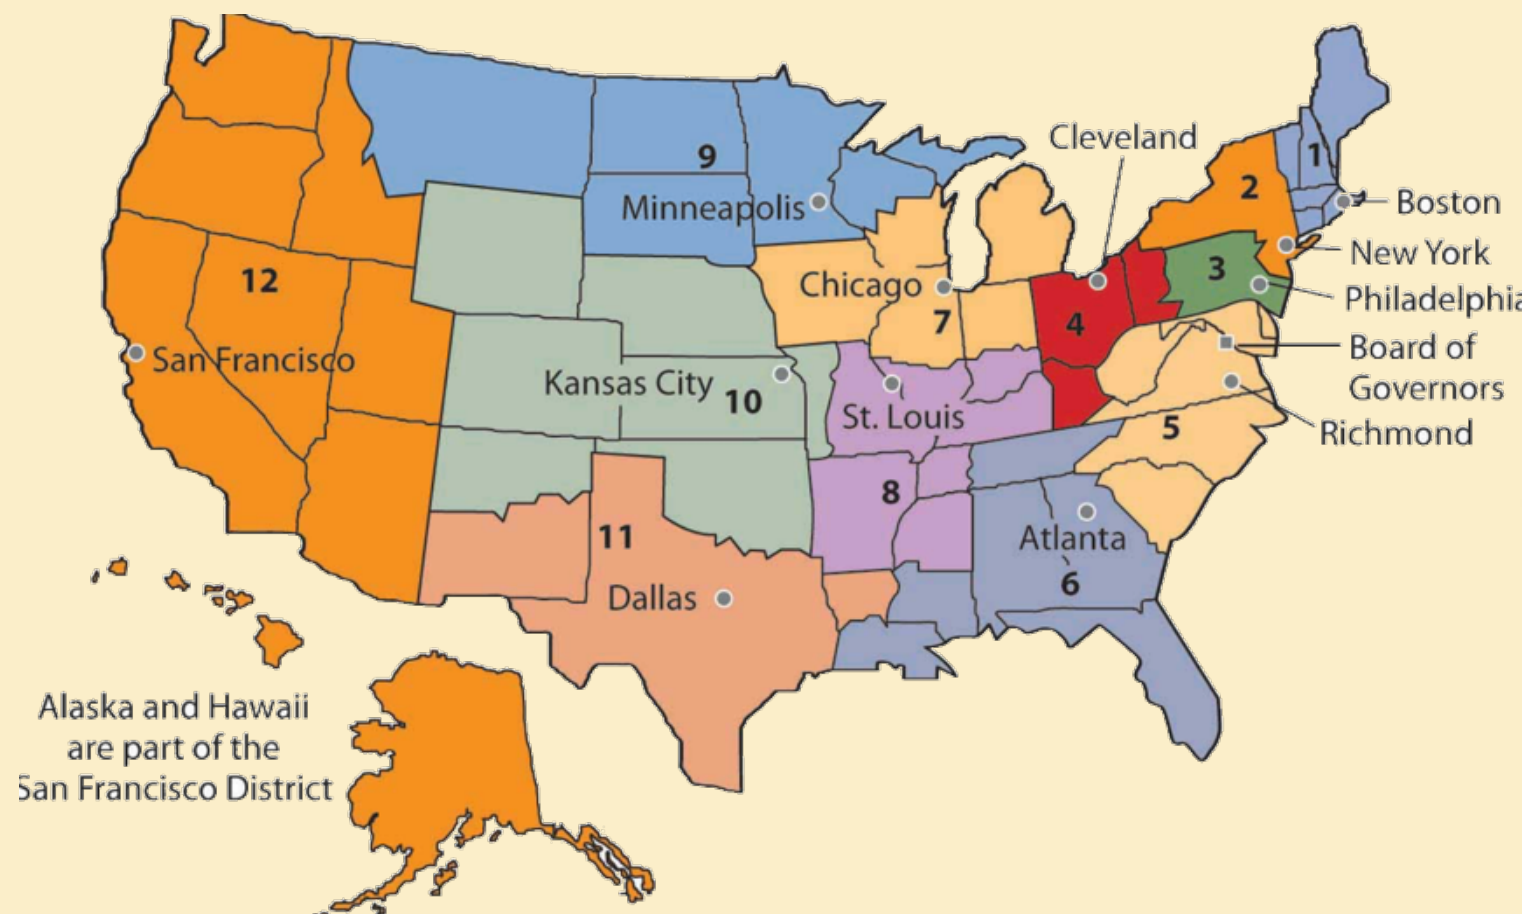 Cleveland
1
9
2
Minneapolis
Boston
New York
3
12
Chicago
Philadelphia
7
4
San Francisco
Board of
Governors
Kansas City
10
St. Louis
5
Richmond
8
11
Atlanta
6
Dallas
Alaska and Hawaii
are part of the
San Francisco District